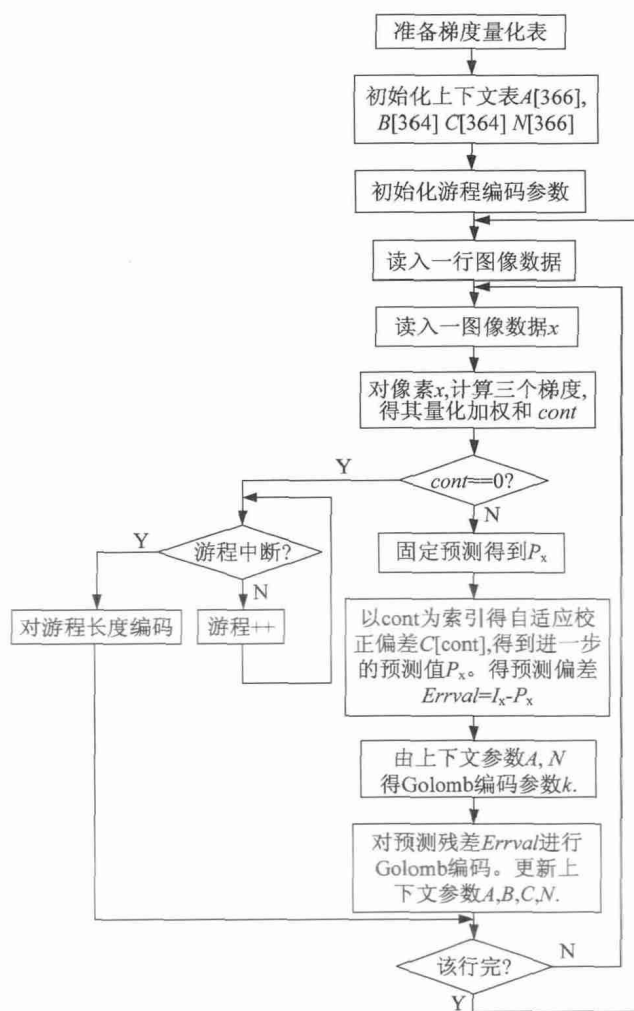 准备梯度量化表
初始化上下文表A[366],
B[364] C[364] N[366]
初始化游程编码参数
读入一行图像数据
读入一图像数据x
对像素x,计算三个梯度,
得其量化加权和 cont
Y
cont==0?
N
Y
游程中断?
N
固定预测得到Px
对游程长度编码
游程++
以cont为索引得自适应校
正偏差C[cont],得到进一步
的预测值Px。得预测偏差
Errval=Ix-Px
由上下文参数A, N
得Golomb编码参数k.
对预测残差Errval进行
Golomb编码。更新上
下文参数A,B,C,N.
该行完?
N
Y